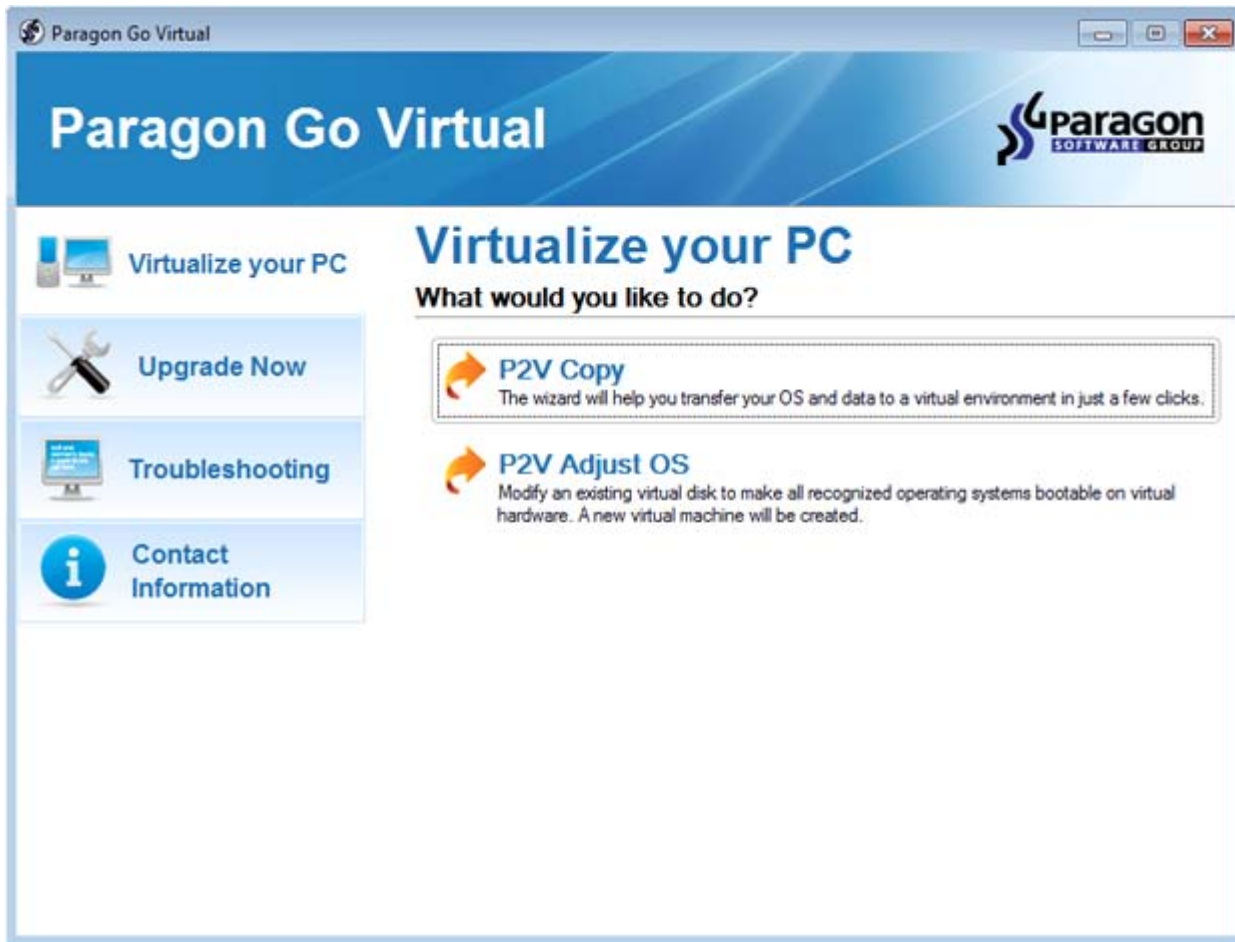 Paragon Go Virtual
Paragon Go Virtual
Paragon
SOFTWARE GROUP
Virtualize your PC
Upgrade Now
Troubleshooting
Contact
Information
Virtualize your PC
What would you like to do?
P2V Copy
The wizard will help you transfer your OS and data to a virtual environment in just a few clicks.
P2V Adjust OS
Modify an existing virtual disk to make all recognized operating systems bootable on virtual
hardware. A new virtual machine will be created.